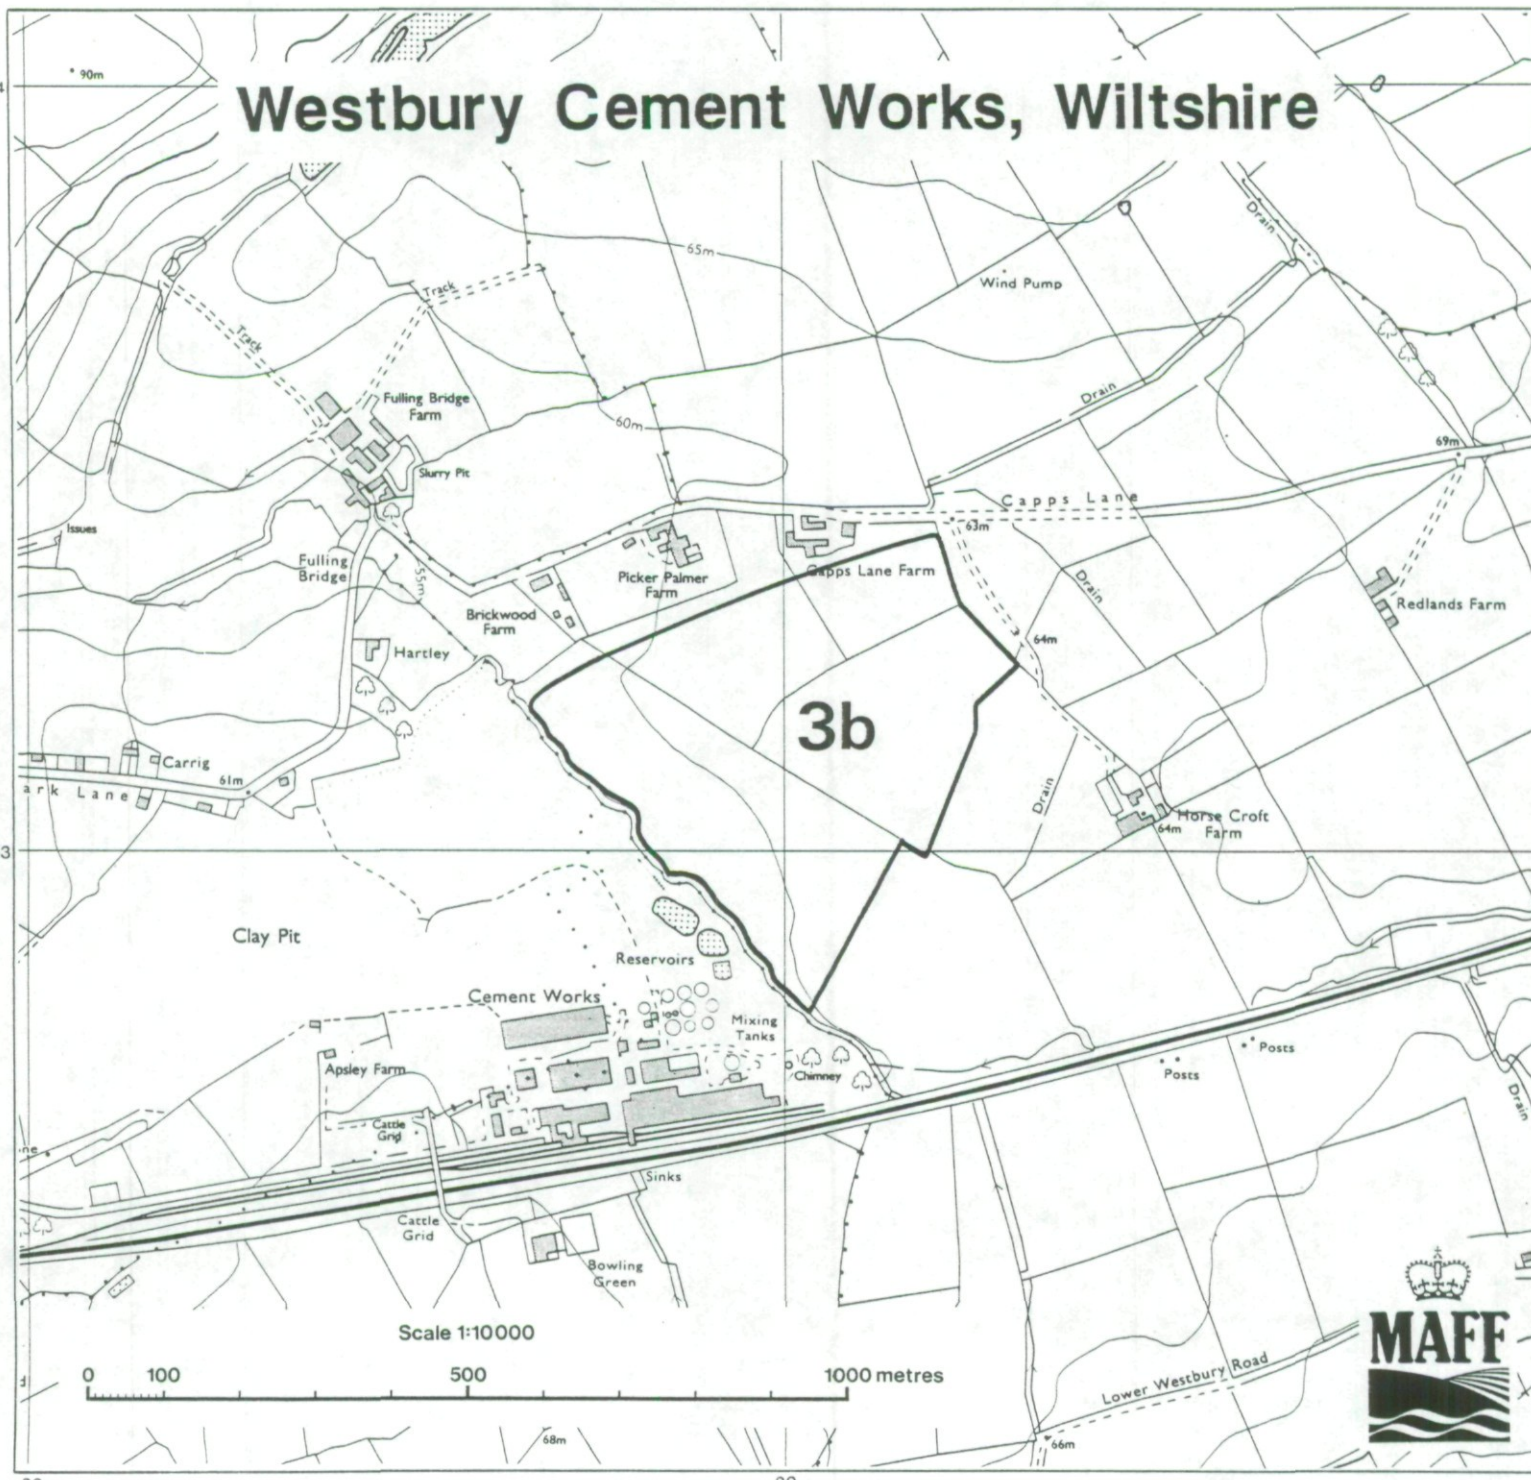 90m
Westbury Cement Works, Wiltshire
65m
Drain
Wind Pump
Track
Track
Drain
Fulling Bridge
Farm
60m
69m
Slurry Pit
Capps Lane
63m
Issues
Fulling
Bridge
55m
Picker Palmer
Farm
Capps Lane Farm
Drain
Redlands Farm
Brickwood
Farm
64m
Hartley
3b
Carrig
61m
ark Lane
Drain
Horse Croft
Farm
64m
3
Clay Pit
Reservoirs
Cement Works
Mixing
Tanks
Posts
Posts
Apsley Farm
Chimney
Drain
Cattle
Grid
Sinks
Cattle
Grid
Bowling
Green
Scale 1:10000
0 100 500 1000 metres
MAFF
Lower Westbury Road
68m
66m